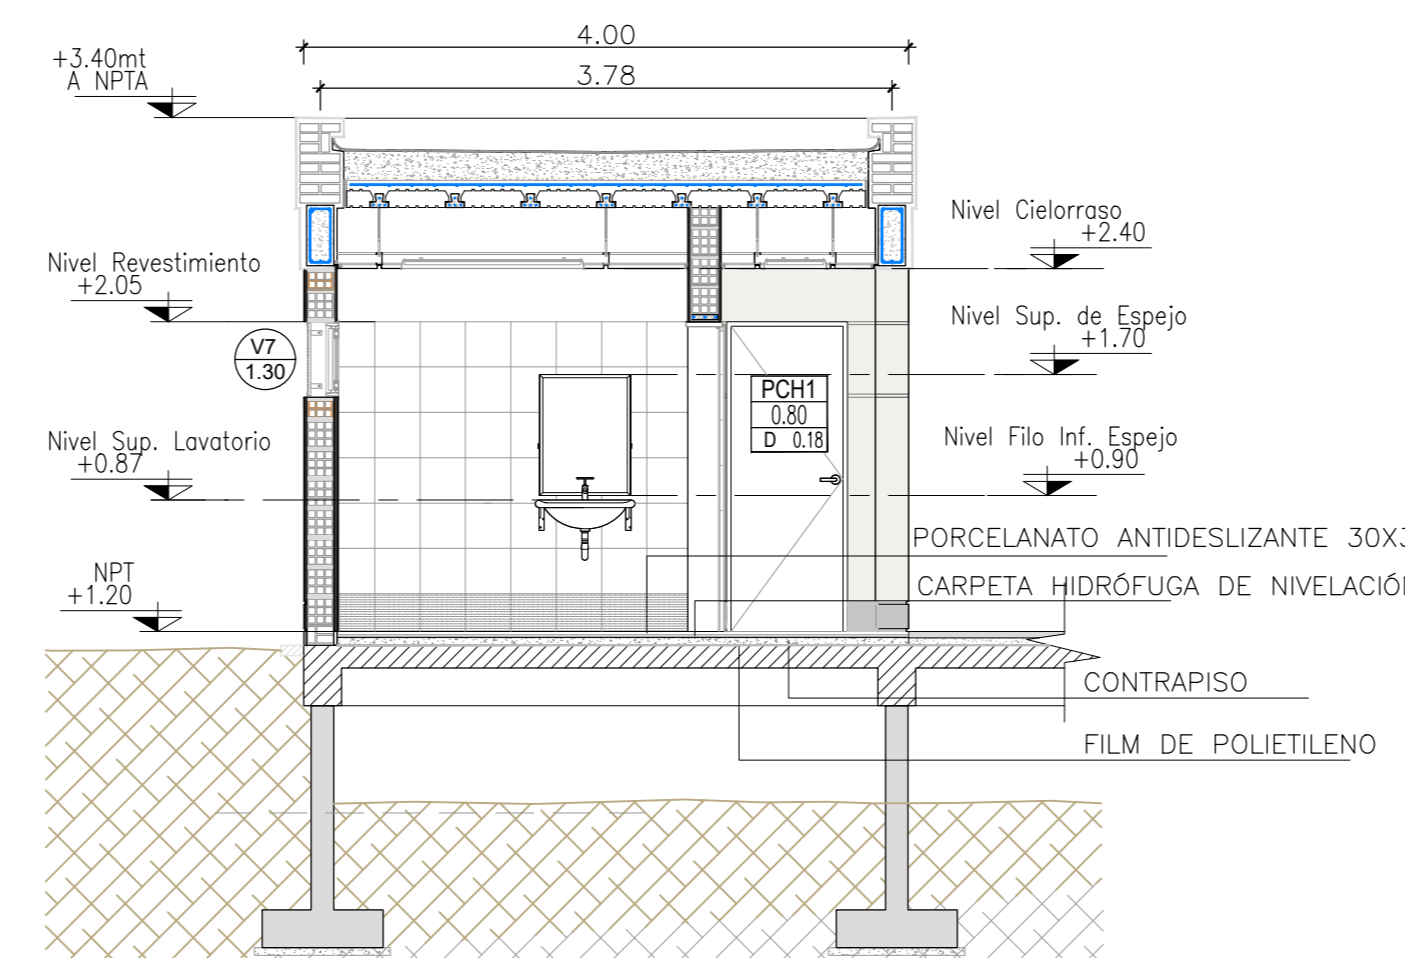 4.00
3.78
+3.40mt
A NPTA
Nivel Cielorraso
+2.40
Nivel Revestimiento
+2.05
Nivel Sup. de Espejo
+1.70
V7
1.30
PCH1
0.80
D 0.18
Nivel Sup. Lavatorio
+0.87
Nivel Filo Inf. Espejo
+0.90
PORCELANATO ANTIDESLIZANTE 30X3
NPT
+1.20
CARPETA HIDRÓFUGA DE NIVELACIÓN
CONTRAPISO
FILM DE POLIETILENO